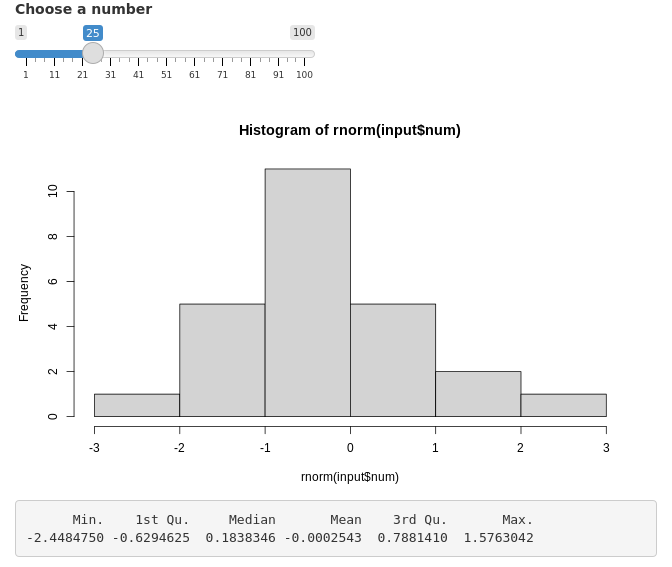 Choose a number
1 25 100
1 11 21 31 41 51 61 71 81 91 100
Histogram of rnorm(input$num)
Frequency
10
8
6
4
2
0
-3 -2 -1 0 1 2 3
rnorm(input$num)
Min. 1st Qu. Median Mean 3rd Qu. Max.
-2.4484750 -0.6294625 0.1838346 -0.0002543 0.7881410 1.5763042